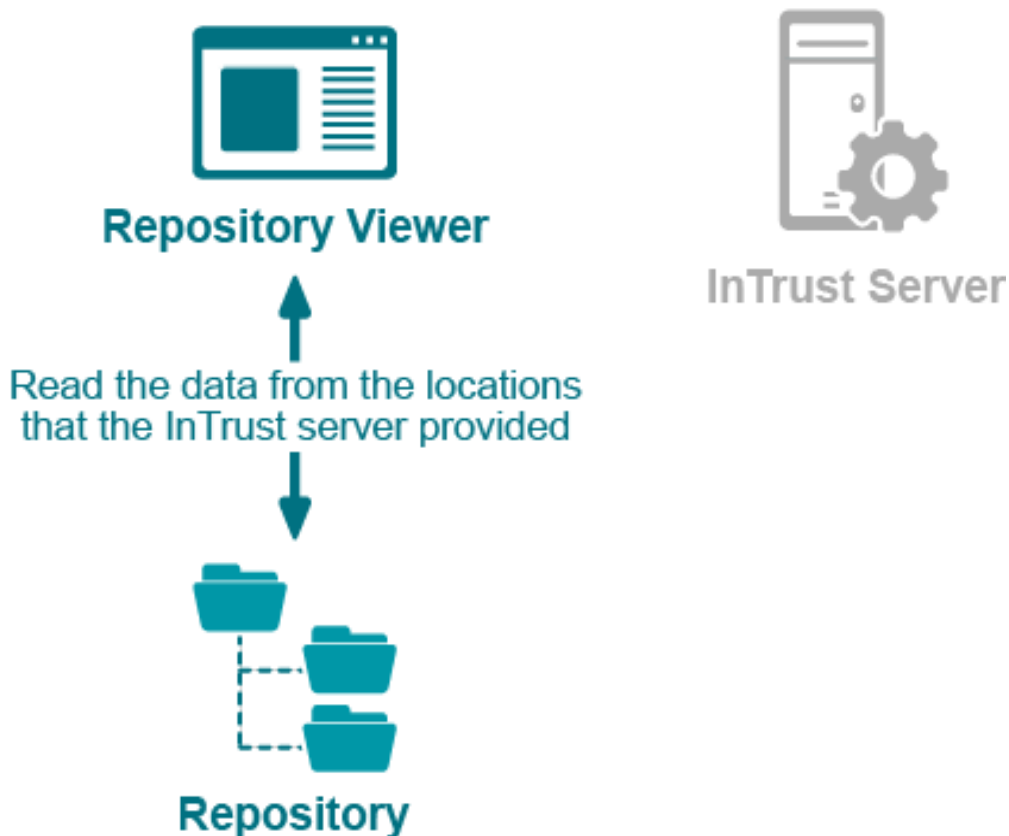 Repository Viewer
InTrust Server
Read the data from the locations
that the InTrust server provided
Repository